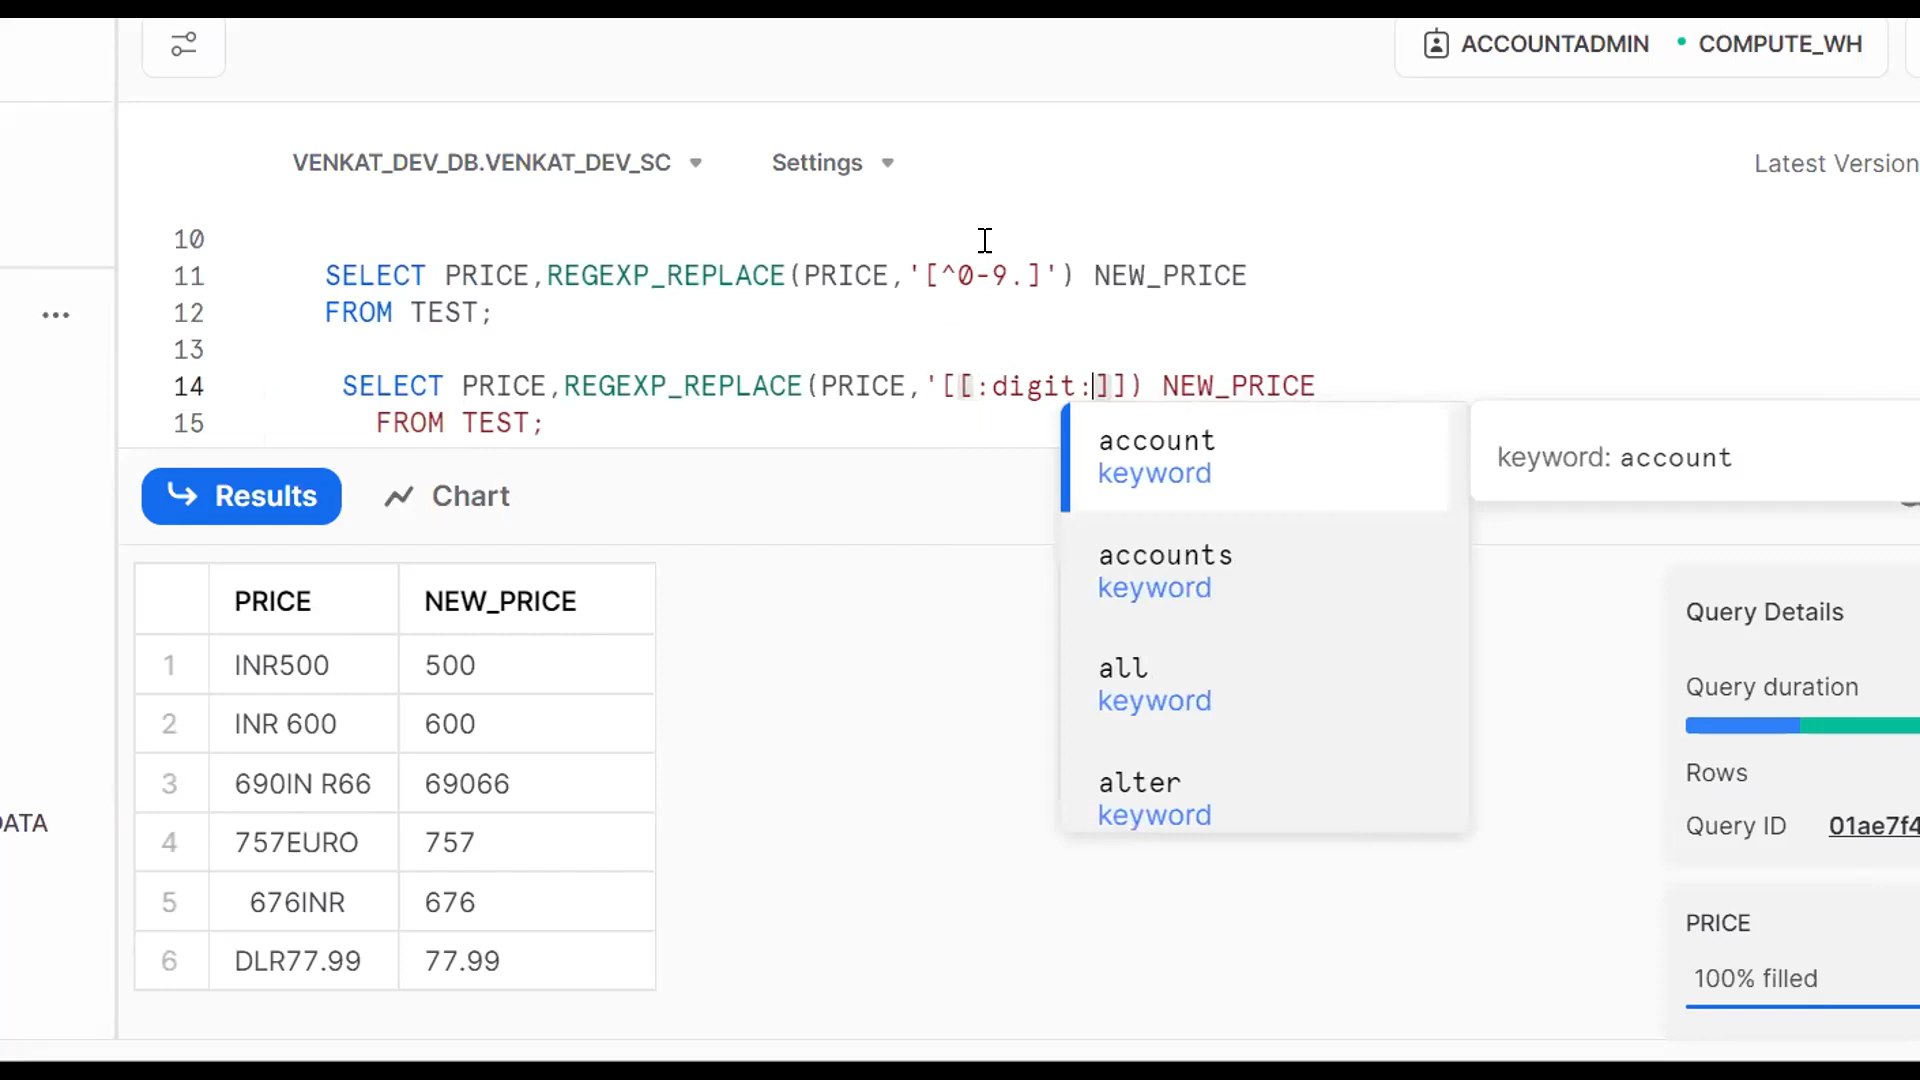 ACCOUNTADMIN • COMPUTE_WH
VENKAT_DEV_DB.VENKAT_DEV_SC Settings Latest Version
10
11 SELECT PRICE,REGEXP_REPLACE(PRICE,'[^0-9.]') NEW_PRICE
12 FROM TEST;
13
14 SELECT PRICE,REGEXP_REPLACE(PRICE,'[[:digit:]]) NEW_PRICE
15 FROM TEST;
account
keyword
keyword: account
accounts
keyword
all
keyword
alter
keyword
Results Chart
PRICE NEW_PRICE
1 INR500 500
2 INR 600 600
3 690IN R66 69066
4 757EURO 757
5 676INR 676
6 DLR77.99 77.99
DATA
Query Details
Query duration
Rows
Query ID 01ae7f4
PRICE
100% filled